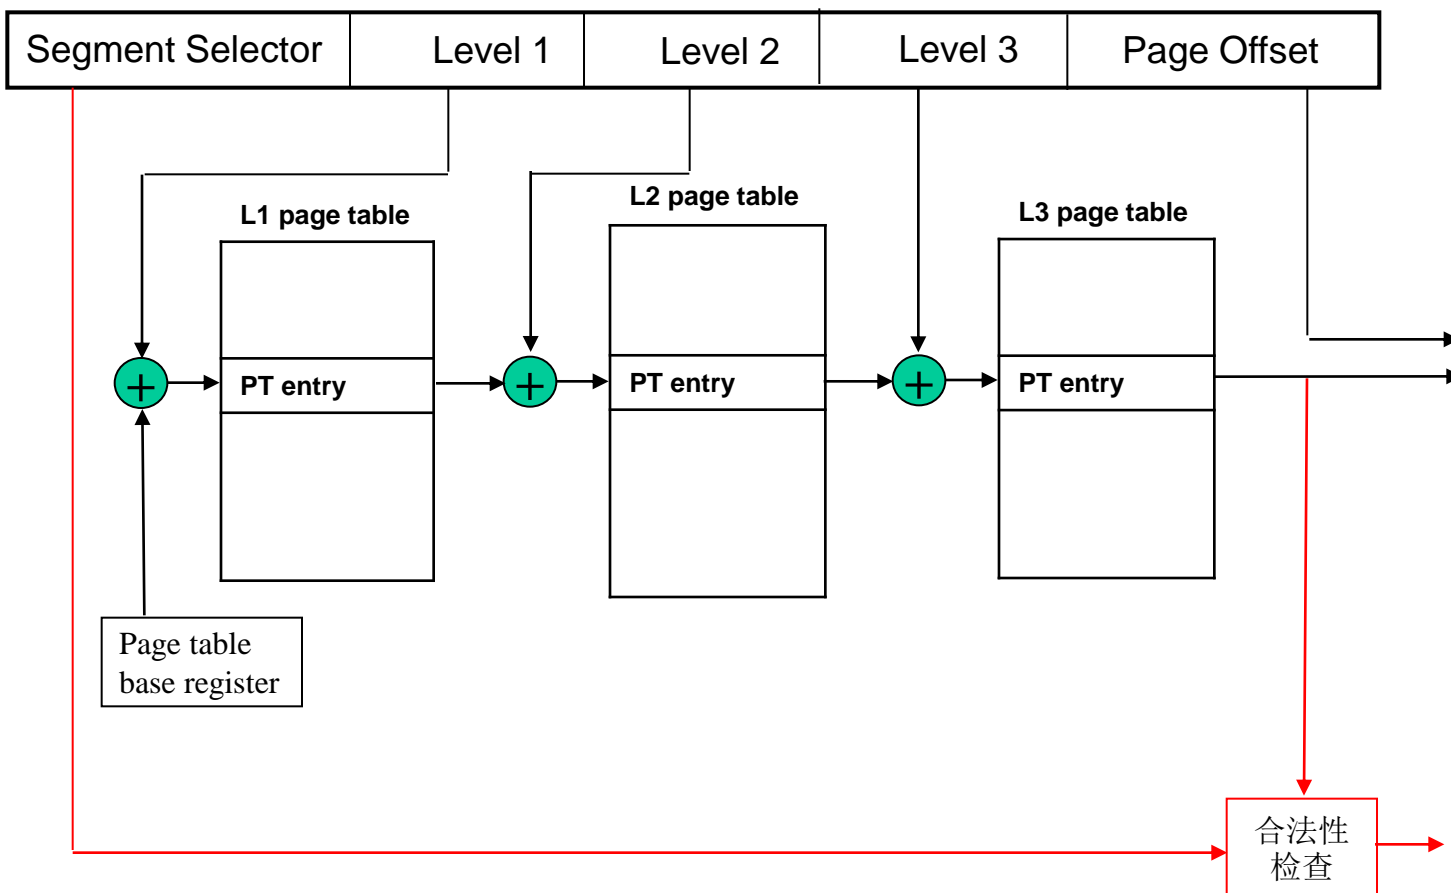 Segment Selector Level 1 Level 2 Level 3 Page Offset
L1 page table
L2 page table
L3 page table
+
PT entry
+
PT entry
+
PT entry
Page table
base register
合法性
检查